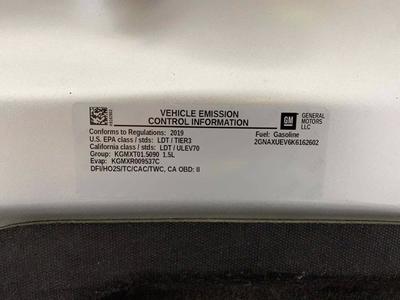 VEHICLE EMISSION
CONTROL INFORMATION
GM
GENERAL
MOTORS
LLC
Conforms to Regulations: 2019
Fuel: Gasoline
U.S. EPA class / stds: LDT / TIER3
2GNAXUEV6K6162602
California class / stds: LDT / ULEV70
Group: KGMXT01.5090 1.5L
Evap: KGMXR009537C
DFI/HO2S/TC/CAC/TWC, CA OBD: II